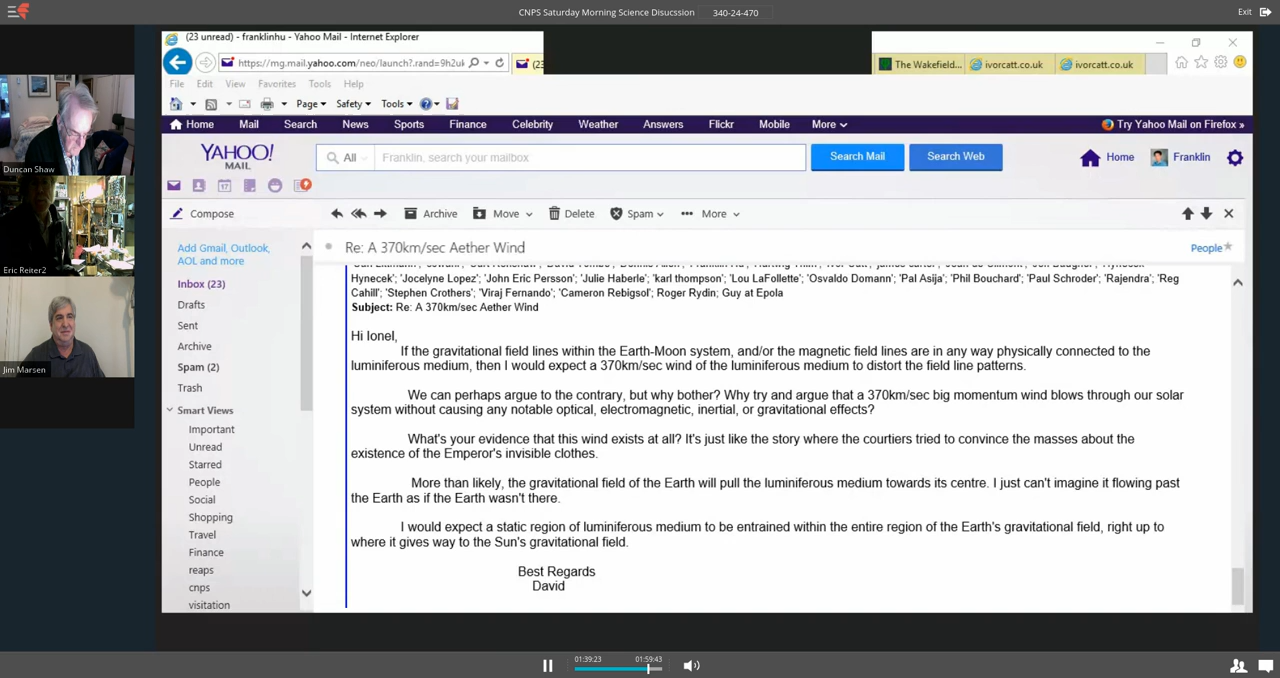 CNPS Saturday Morning Science Disucssion 340-24-470
Exit
(23 unread) - franklinhu - Yahoo Mail - Internet Explorer
https://mg.mail.yahoo.com/neo/launch?.rand=9h2uk
(23
The Wakefield...
ivorcatt.co.uk
ivorcatt.co.uk
File Edit View Favorites Tools Help
Page Safety Tools
Home Mail Search News Sports Finance Celebrity Weather Answers Flickr Mobile More
Try Yahoo Mail on Firefox »
YAHOO!
MAIL
All
Franklin, search your mailbox
Search Mail
Search Web
Home
Franklin
17
Compose
Archive Move Delete Spam More
Add Gmail, Outlook,
AOL and more
Inbox (23)
Drafts
Sent
Archive
Spam (2)
Trash
Smart Views
Important
Unread
Starred
People
Social
Shopping
Travel
Finance
reaps
cnps
visitation
Re: A 370km/sec Aether Wind
People
Hynecek'; 'Jocelyne Lopez'; 'John Eric Persson'; 'Julie Haberle'; 'karl thompson'; 'Lou LaFollette'; 'Osvaldo Domann'; 'Pal Asija'; 'Phil Bouchard'; 'Paul Schroder'; 'Rajendra'; 'Reg
Cahill'; 'Stephen Crothers'; 'Viraj Fernando'; 'Cameron Rebigsol'; Roger Rydin; Guy at Epola
Subject: Re: A 370km/sec Aether Wind
Hi Ionel,
If the gravitational field lines within the Earth-Moon system, and/or the magnetic field lines are in any way physically connected to the
luminiferous medium, then I would expect a 370km/sec wind of the luminiferous medium to distort the field line patterns.
We can perhaps argue to the contrary, but why bother? Why try and argue that a 370km/sec big momentum wind blows through our solar
system without causing any notable optical, electromagnetic, inertial, or gravitational effects?
What's your evidence that this wind exists at all? It's just like the story where the courtiers tried to convince the masses about the
existence of the Emperor's invisible clothes.
More than likely, the gravitational field of the Earth will pull the luminiferous medium towards its centre. I just can't imagine it flowing past
the Earth as if the Earth wasn't there.
I would expect a static region of luminiferous medium to be entrained within the entire region of the Earth's gravitational field, right up to
where it gives way to the Sun's gravitational field.
Best Regards
David
Duncan Shaw
Eric Reiter2
Jim Marsen
01:39:23
01:59:43